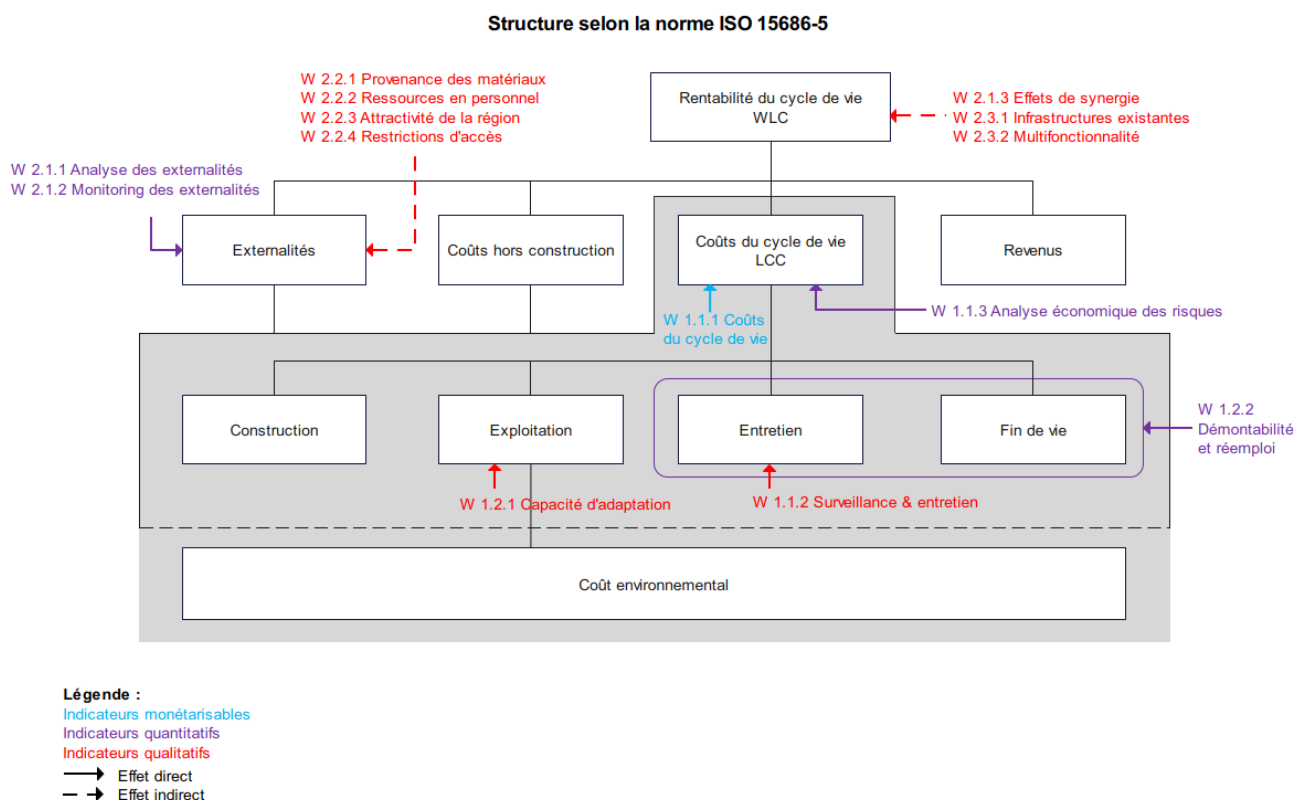 Structure selon la norme ISO 15686-5
W 2.2.1 Provenance des matériaux
W 2.2.2 Ressources en personnel
W 2.2.3 Attractivité de la région
W 2.2.4 Restrictions d'accès
Rentabilité du cycle de vie
WLC
W 2.1.3 Effets de synergie
W 2.3.1 Infrastructures existantes
W 2.3.2 Multifonctionnalité
W 2.1.1 Analyse des externalités
W 2.1.2 Monitoring des externalités
Externalités
Coûts hors construction
Coûts du cycle de vie
LCC
Revenus
W 1.1.1 Coûts
du cycle de vie
W 1.1.3 Analyse économique des risques
Construction
Exploitation
Entretien
Fin de vie
W 1.2.2
Démontabilité
et réemploi
W 1.2.1 Capacité d'adaptation
W 1.1.2 Surveillance & entretien
Coût environnemental
Légende :
Indicateurs monétarisables
Indicateurs quantitatifs
Indicateurs qualitatifs
Effet direct
Effet indirect